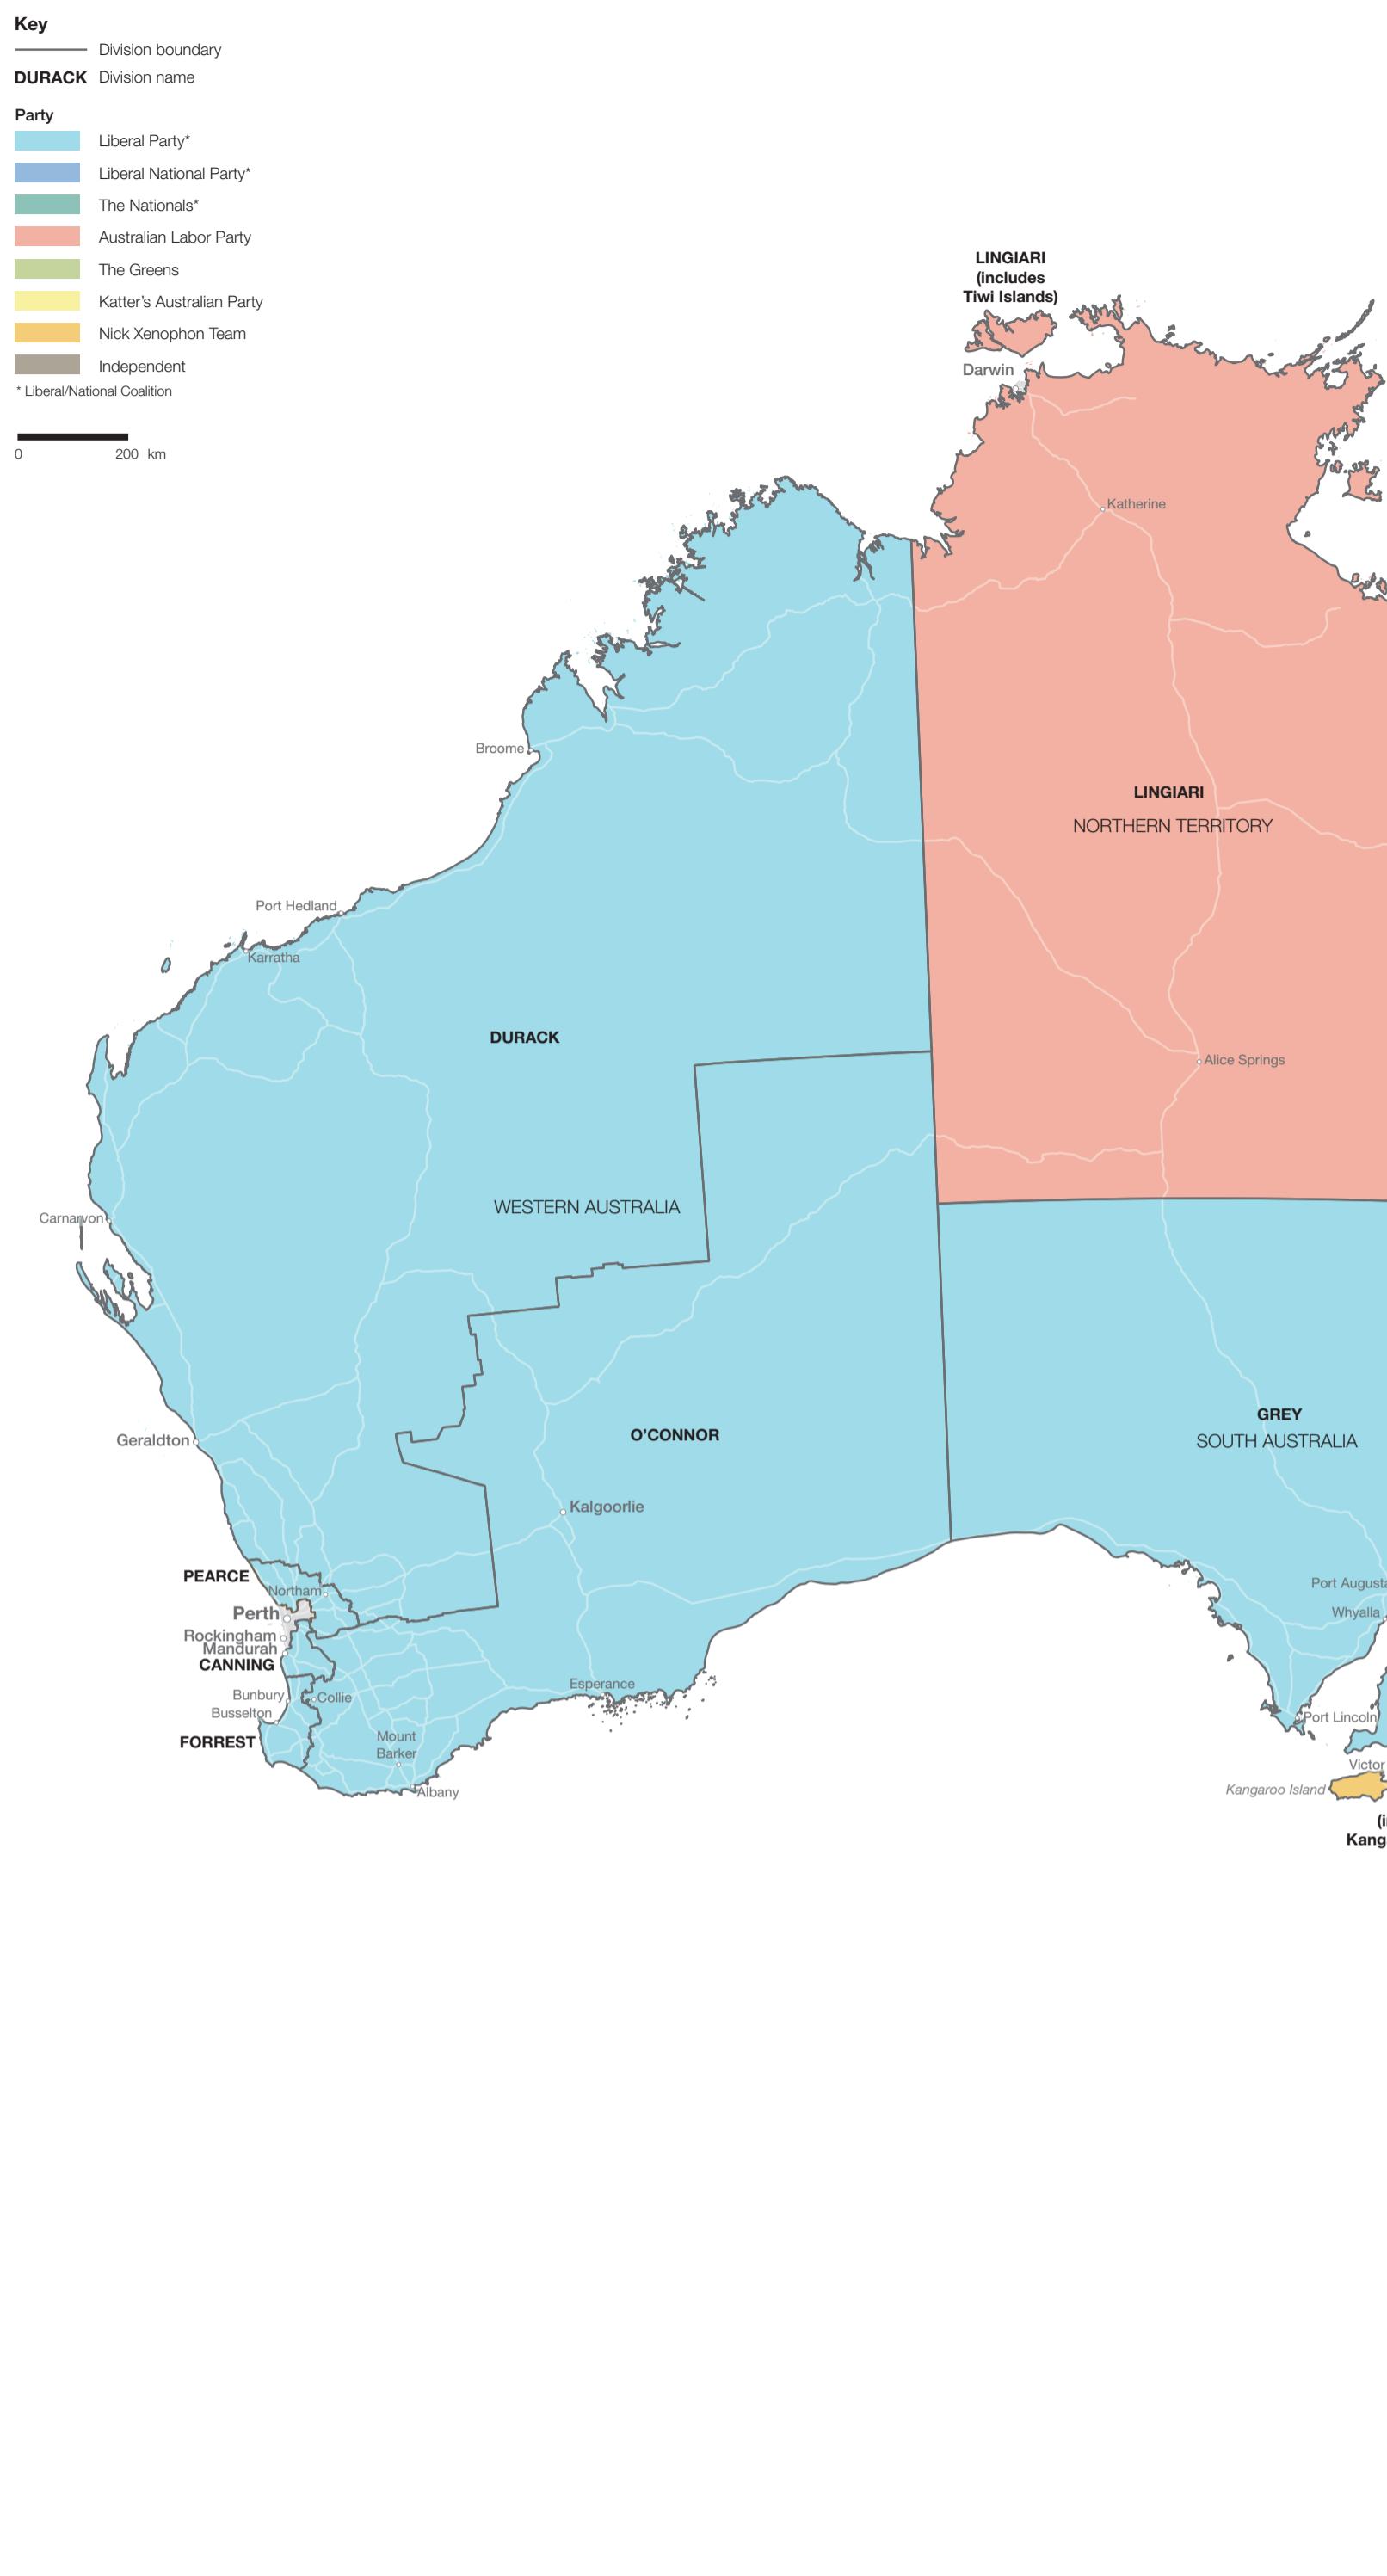 Key
Division boundary
DURACK Division name
Party
Liberal Party*
Liberal National Party*
The Nationals*
Australian Labor Party
The Greens
Katter's Australian Party
Nick Xenophon Team
Independent
* Liberal/National Coalition
0 200 km
LINGIARI
(includes
Tiwi Islands)
Darwin
Katherine
Broome
LINGIARI
NORTHERN TERRITORY
Port Hedland
Karratha
DURACK
Alice Springs
WESTERN AUSTRALIA
Carnarvon
GREY
SOUTH AUSTRALIA
O'CONNOR
Geraldton
Kalgoorlie
PEARCE
Northam
Port Augusta
Perth
Whyalla
Rockingham
Mandurah
CANNING
Esperance
Bunbury
Collie
Busselton
Port Lincoln
FORREST
Mount
Barker
Victor
Albany
Kangaroo Island
(i
Kang